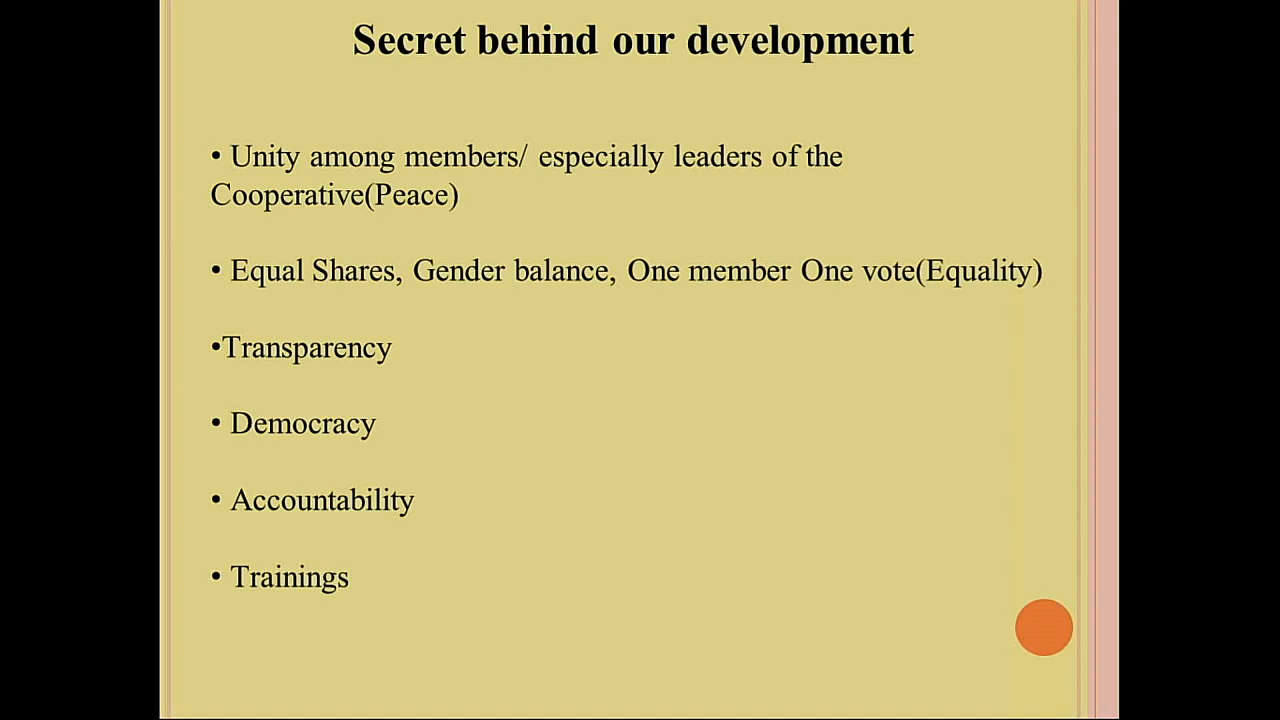 Secret behind our development
• Unity among members/ especially leaders of the
Cooperative(Peace)
• Equal Shares, Gender balance, One member One vote(Equality)
•Transparency
• Democracy
• Accountability
• Trainings